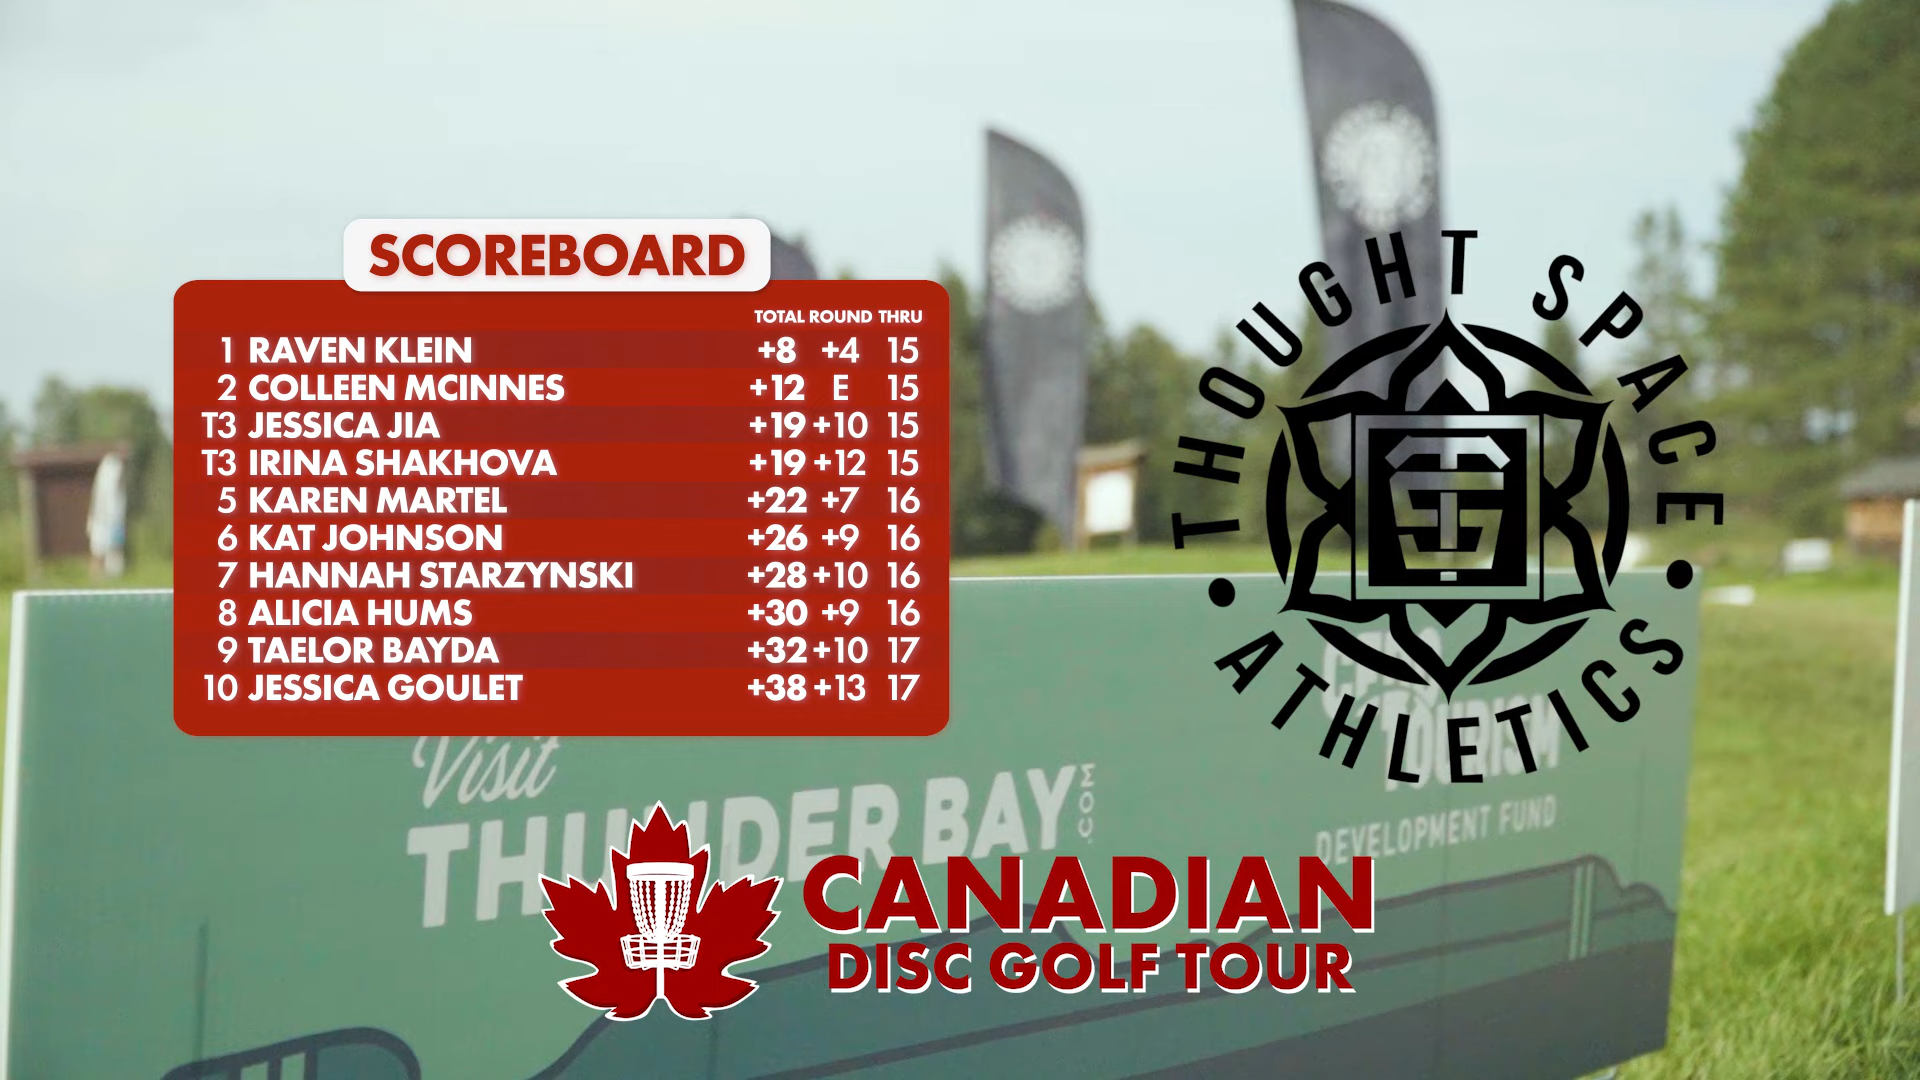 SCOREBOARD
TOTAL ROUND THRU
1 RAVEN KLEIN +8 +4 15
2 COLLEEN MCINNES +12 E 15
T3 JESSICA JIA +19 +10 15
T3 IRINA SHAKHOVA +19 +12 15
5 KAREN MARTEL +22 +7 16
6 KAT JOHNSON +26 +9 16
7 HANNAH STARZYNSKI +28 +10 16
8 ALICIA HUMS +30 +9 16
9 TAELOR BAYDA +32 +10 17
10 JESSICA GOULET +38 +13 17
THOUGHT SPACE
• ATHLETICS •
Visit
THUNDER BAY.COM
TOURISM
DEVELOPMENT FUND
CANADIAN
DISC GOLF TOUR